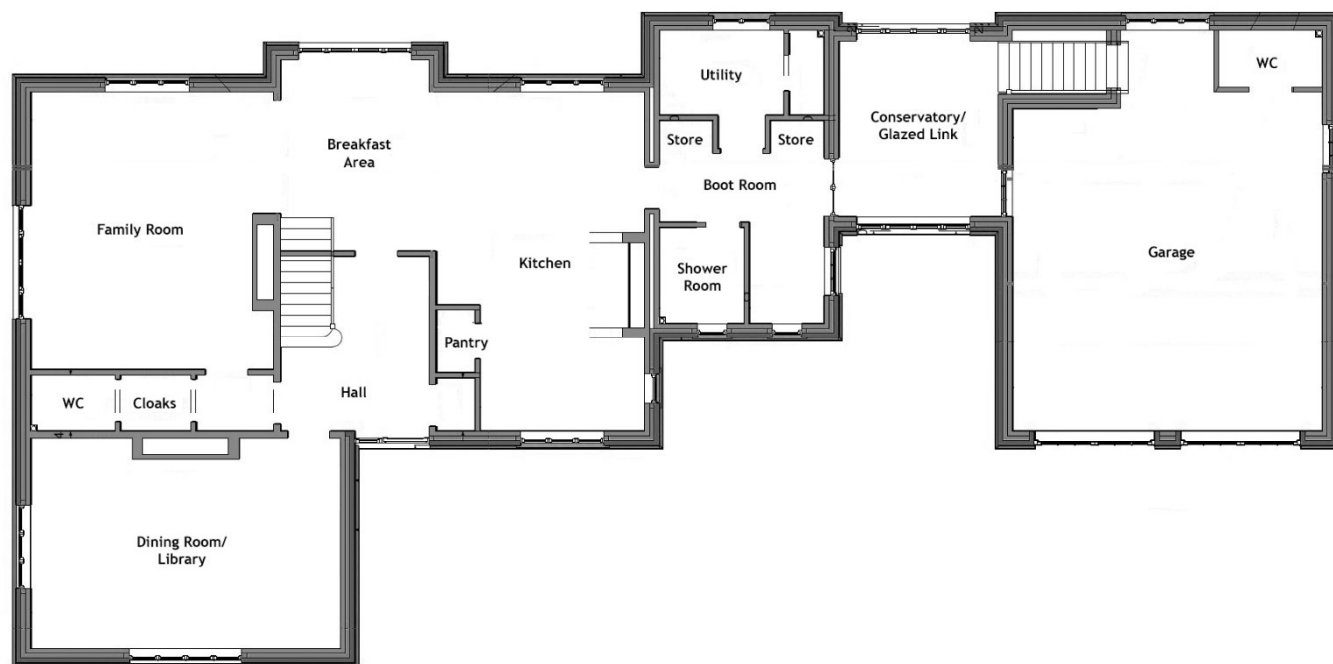 Utility
WC
Store
Store
Conservatory/
Glazed Link
Breakfast
Area
Boot Room
Family Room
Kitchen
Garage
Shower
Room
Pantry
WC
Cloaks
Hall
Dining Room/
Library